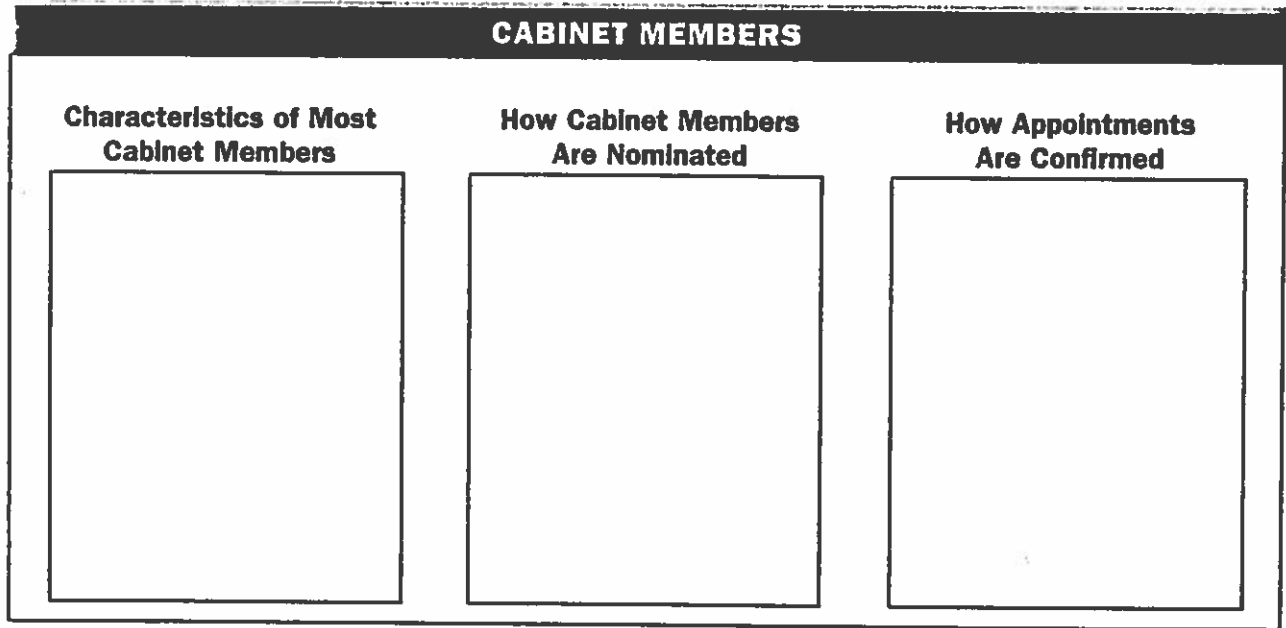 CABINET MEMBERS
Characteristics of Most
Cabinet Members
How Cabinet Members
Are Nominated
How Appointments
Are Confirmed